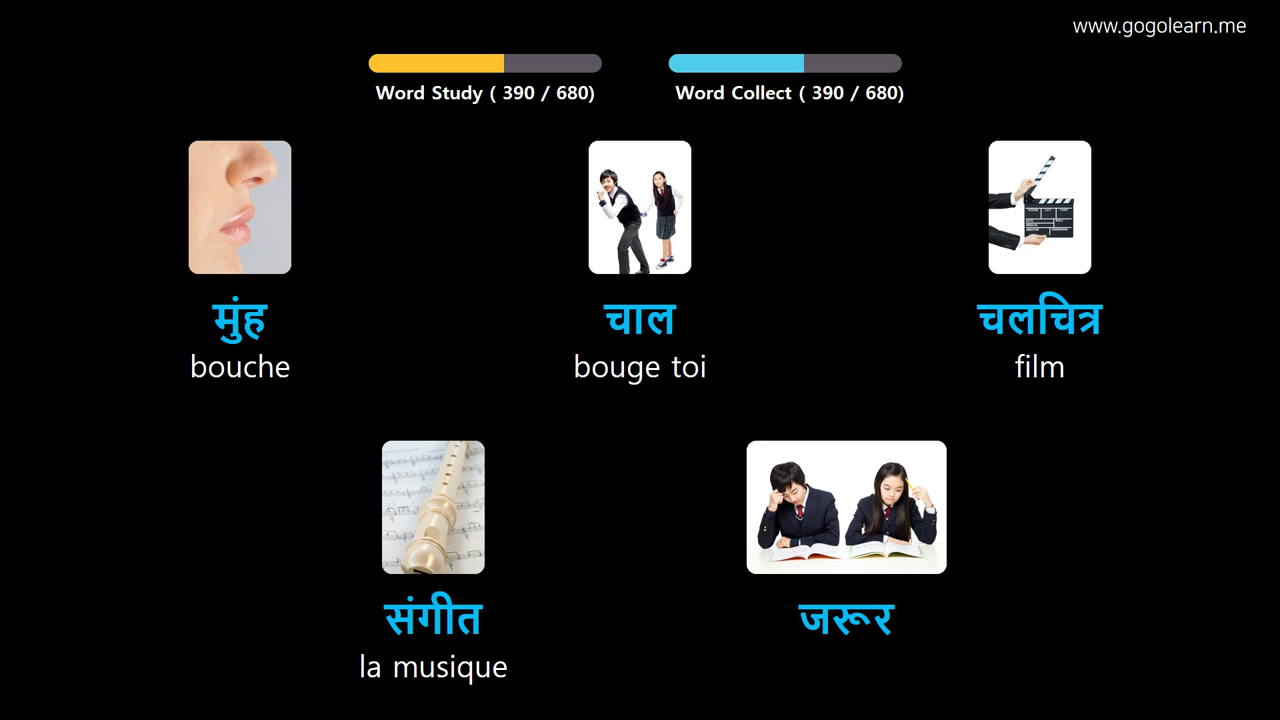 www.gogolearn.me
Word Study ( 390 / 680)
Word Collect ( 390 / 680)
मुंह
bouche
चाल
bouge toi
चलचित्र
film
संगीत
la musique
जरूर